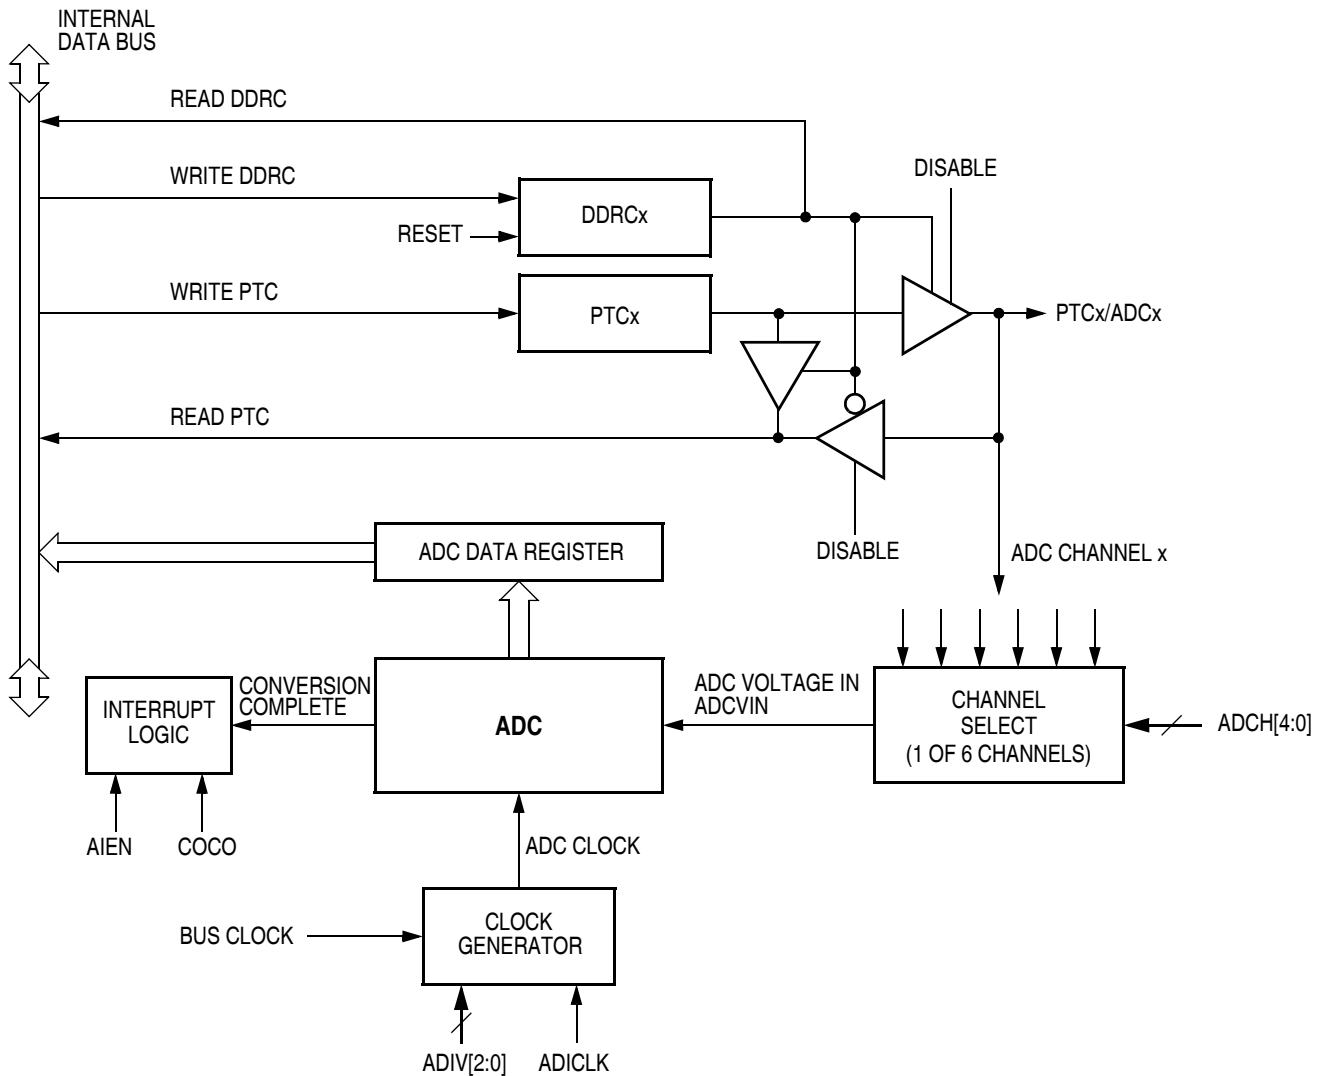 INTERNAL
DATA BUS
READ DDRC
WRITE DDRC
DISABLE
DDRCx
RESET
WRITE PTC
PTCx
PTCx/ADCx
READ PTC
DISABLE
ADC CHANNEL x
ADC DATA REGISTER
CONVERSION
COMPLETE
INTERRUPT
LOGIC
ADC
ADC VOLTAGE IN
ADCVIN
CHANNEL
SELECT
(1 OF 6 CHANNELS)
ADCH[4:0]
AIEN
COCO
ADC CLOCK
BUS CLOCK
CLOCK
GENERATOR
ADIV[2:0]
ADICLK